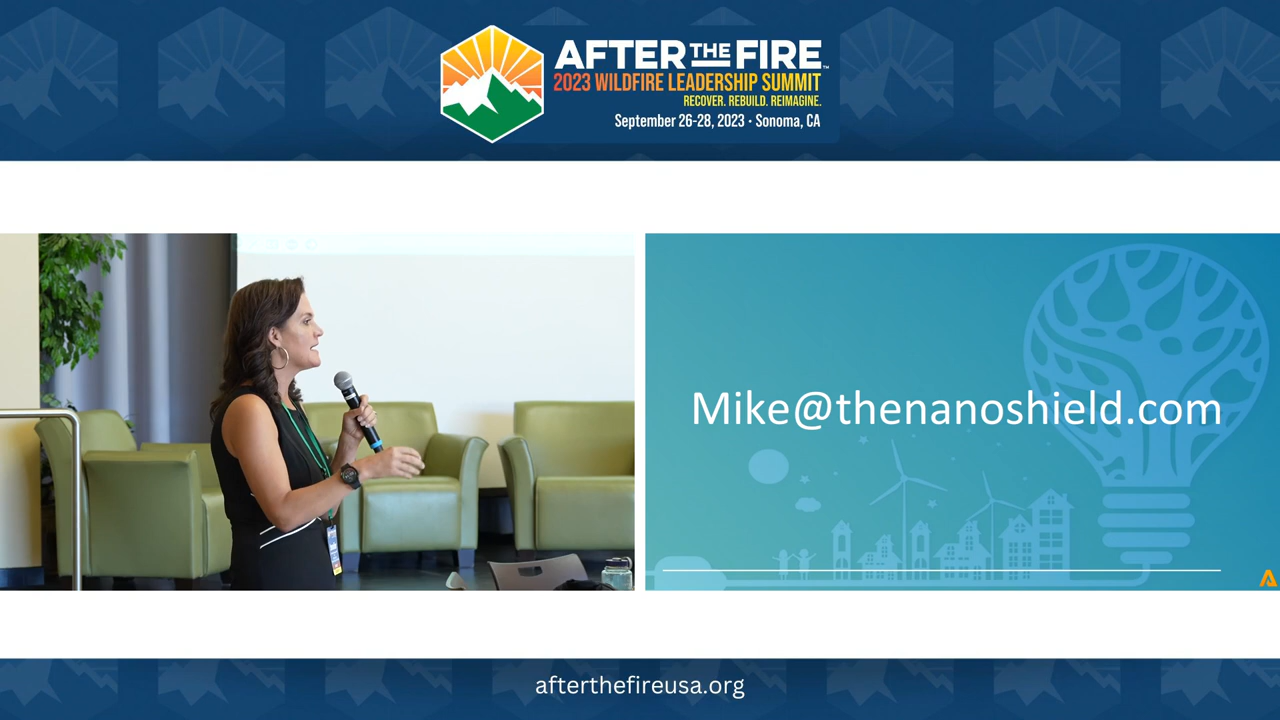 AFTER THE FIRE™
2023 WILDFIRE LEADERSHIP SUMMIT
RECOVER. REBUILD. REIMAGINE.
September 26-28, 2023 • Sonoma, CA
Mike@thenanoshield.com
afterthefireusa.org